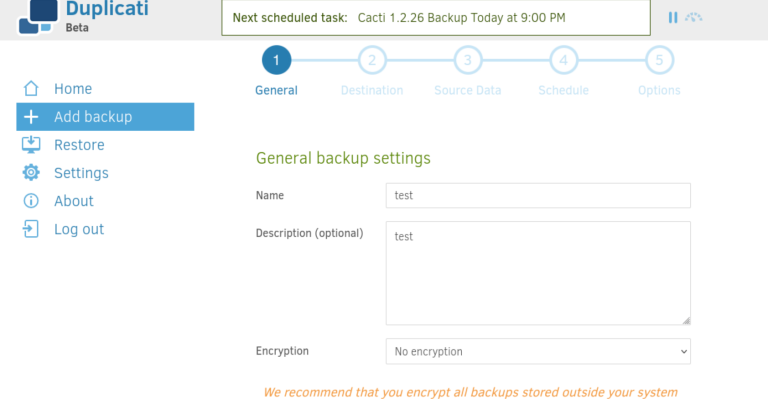 Duplicati
Beta
Next scheduled task: Cacti 1.2.26 Backup Today at 9:00 PM
1 2 3 4 5
General Destination Source Data Schedule Options
Home
Add backup
Restore
Settings
About
Log out
General backup settings
Name test
Description (optional) test
Encryption No encryption
We recommend that you encrypt all backups stored outside your system